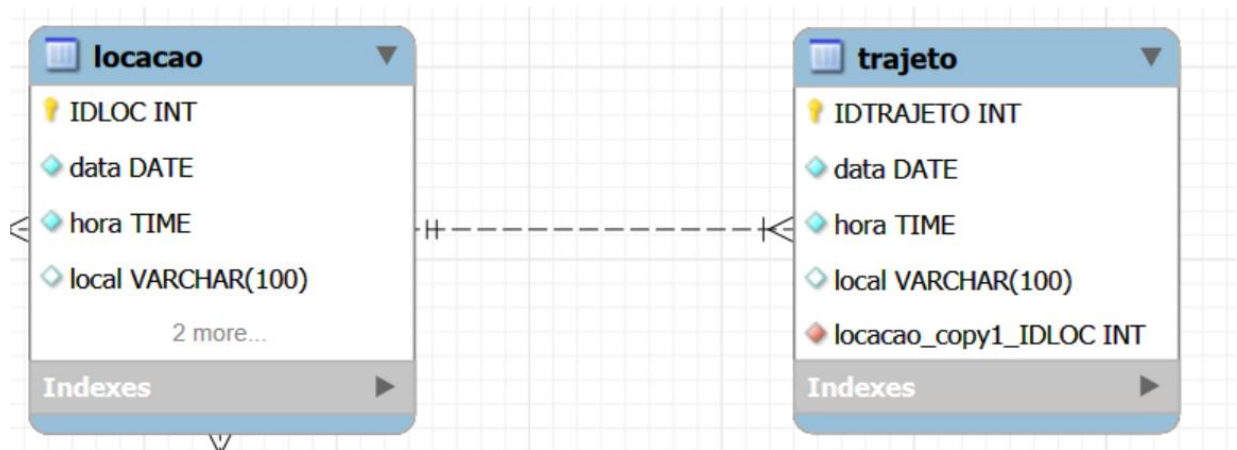 locacao
IDLOC INT
data DATE
hora TIME
local VARCHAR(100)
2 more...
Indexes
trajeto
IDTRAJETO INT
data DATE
hora TIME
local VARCHAR(100)
locacao_copy1_IDLOC INT
Indexes